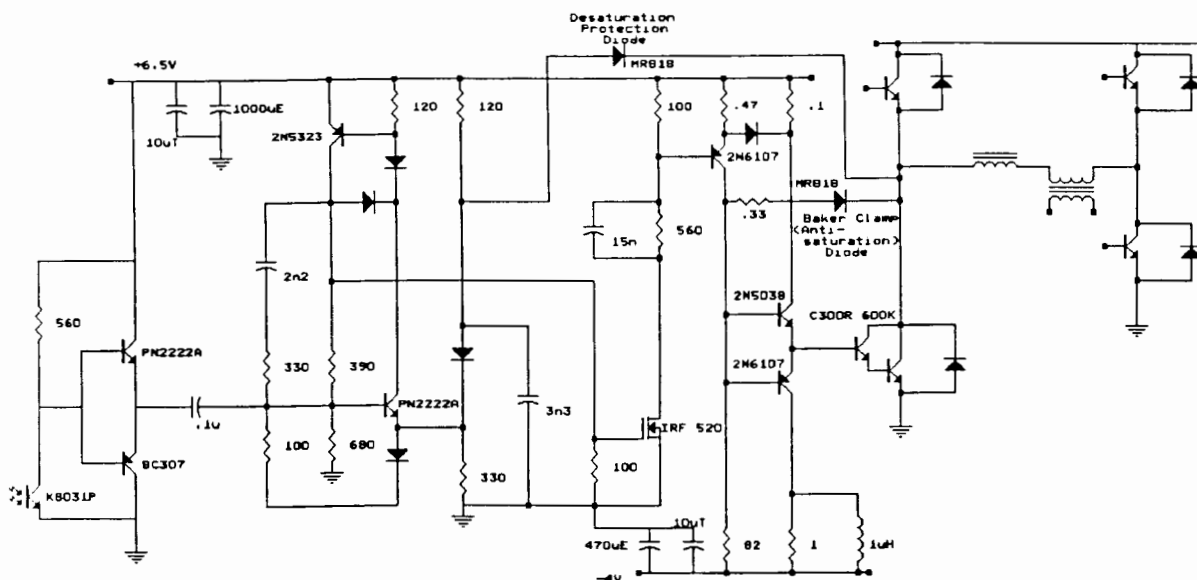 Desaturation
Protection
Diode
MR818
+6.5V
10uT
1000uE
2N5323
120
120
100
.47
.1
2N6107
MR818
.33
Baker Clamp
(Anti-
saturation)
Diode
15n
560
2n2
560
2N5038
C300R 600K
PN2222A
330
390
2N6107
PN2222A
3n3
.1u
IRF 520
100
680
BC307
330
100
K8031P
10uT
470uE
82
1
1uH
-4V